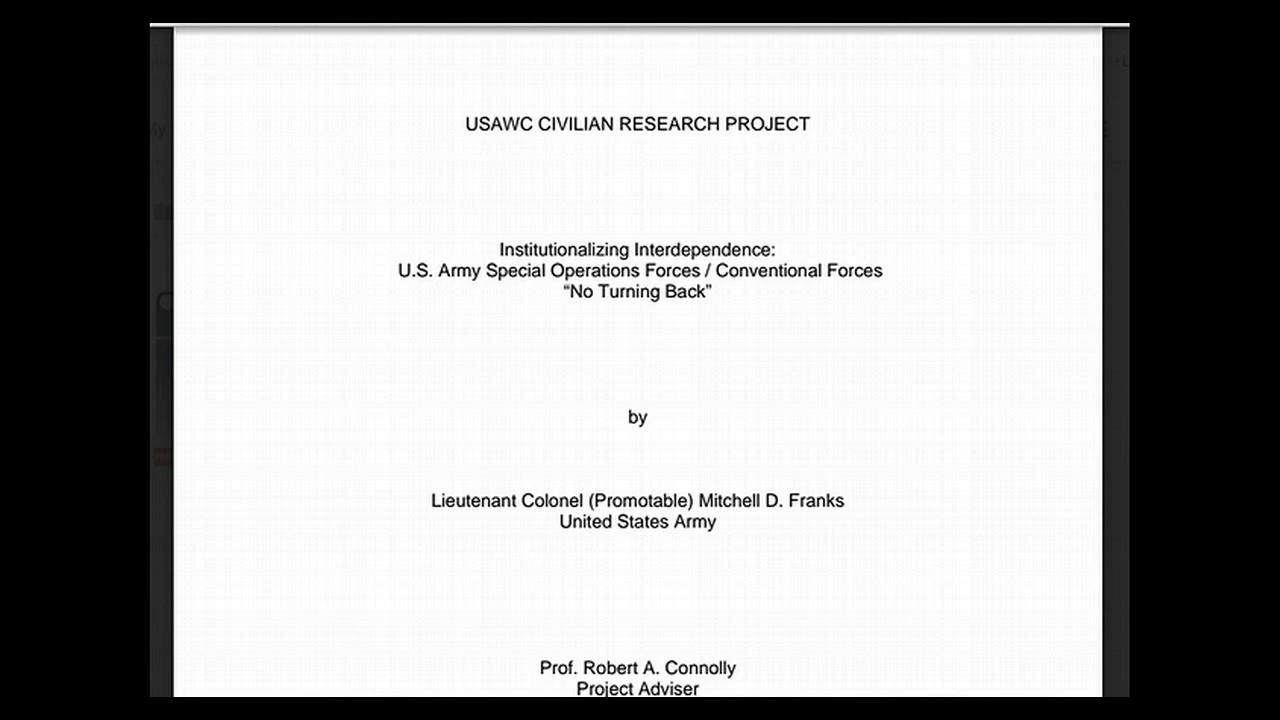 USAWC CIVILIAN RESEARCH PROJECT
Institutionalizing Interdependence:
U.S. Army Special Operations Forces / Conventional Forces
“No Turning Back”
by
Lieutenant Colonel (Promotable) Mitchell D. Franks
United States Army
Prof. Robert A. Connolly
Project Adviser